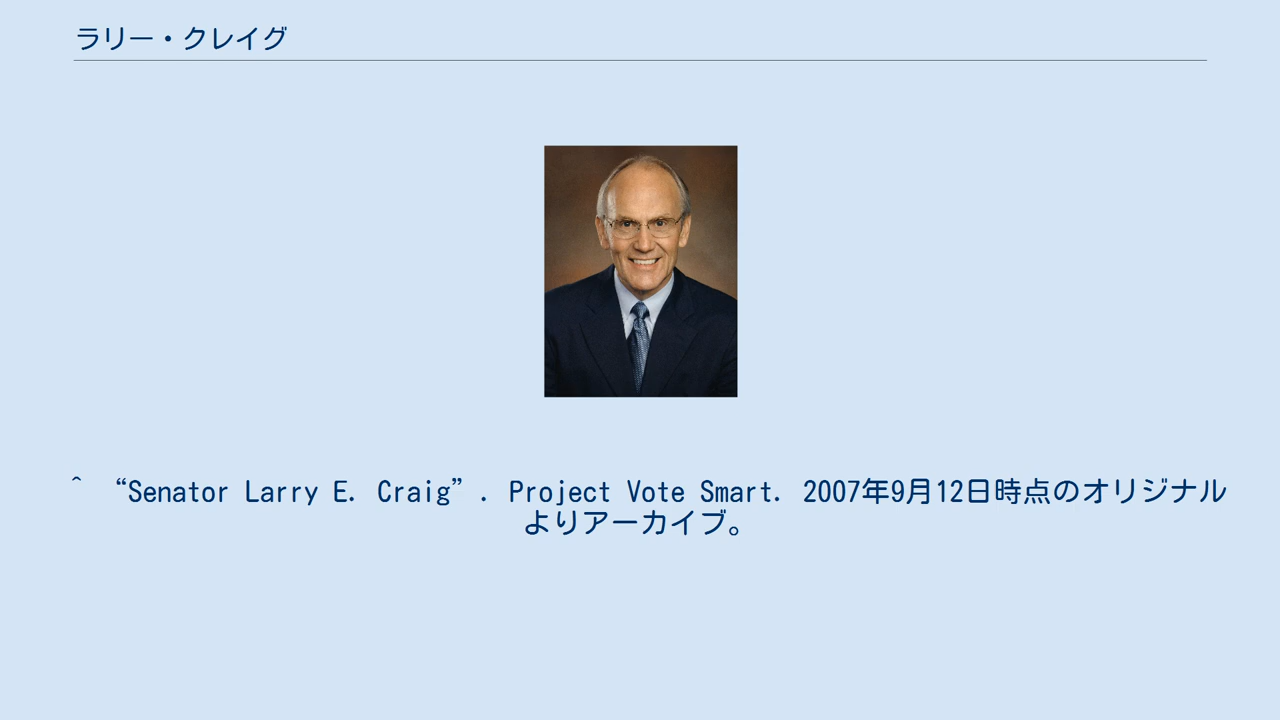 ラリー・クレイグ
^ “Senator Larry E. Craig”. Project Vote Smart. 2007年9月12日時点のオリジナル
よりアーカイブ。